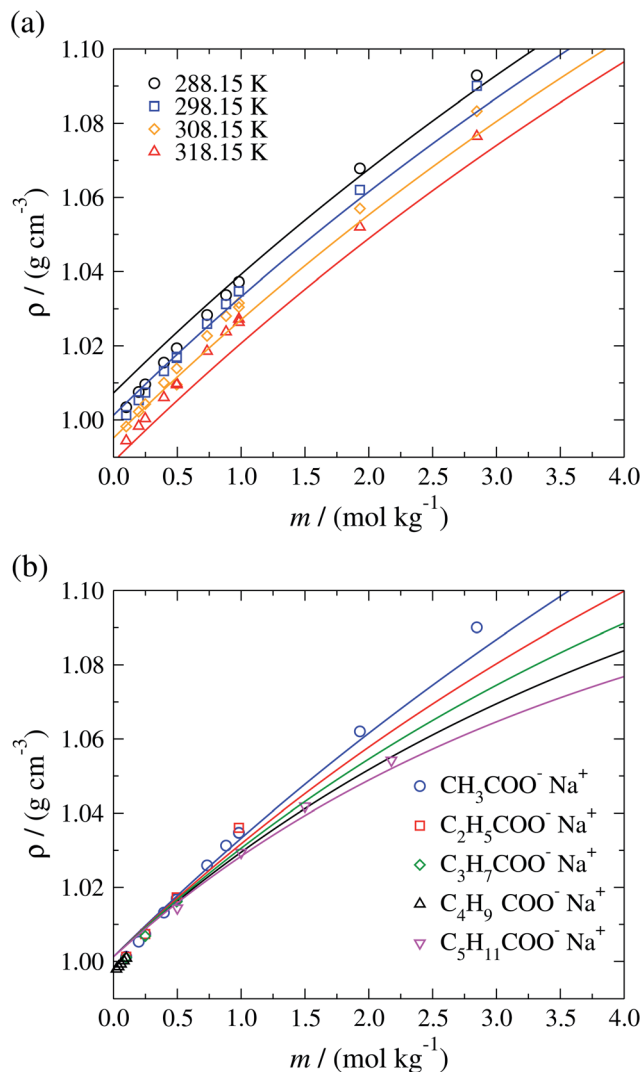 (a)
1.10
1.08
1.06
1.04
1.02
1.00
ρ / (g cm⁻³)
288.15 K
298.15 K
308.15 K
318.15 K
0.0 0.5 1.0 1.5 2.0 2.5 3.0 3.5 4.0
m / (mol kg⁻¹)
(b)
1.10
1.08
1.06
1.04
1.02
1.00
ρ / (g cm⁻³)
CH₃COO⁻ Na⁺
C₂H₅COO⁻ Na⁺
C₃H₇COO⁻ Na⁺
C₄H₉ COO⁻ Na⁺
C₅H₁₁COO⁻ Na⁺
0.0 0.5 1.0 1.5 2.0 2.5 3.0 3.5 4.0
m / (mol kg⁻¹)